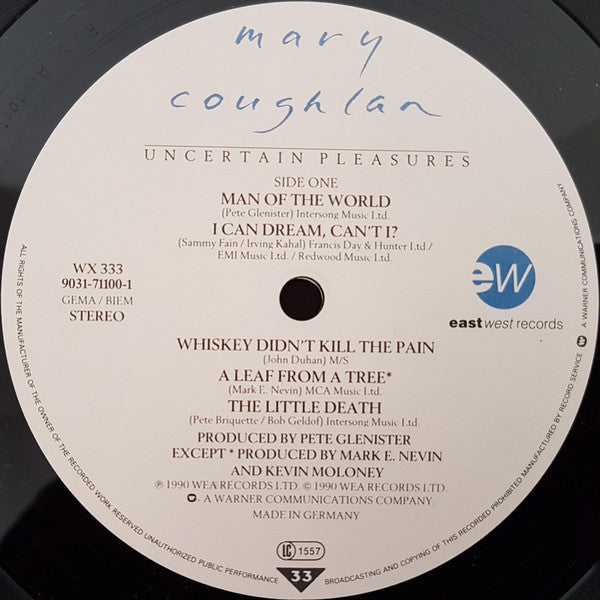 mary
coughlan
UNCERTAIN PLEASURES
SIDE ONE
MAN OF THE WORLD
(Pete Glenister) Intersong Music Ltd.
I CAN DREAM, CAN'T I?
(Sammy Fain / Irving Kahal) Francis Day & Hunter Ltd./
EMI Music Ltd. / Redwood Music Ltd.
WX 333
9031-71100-1
GEMA / BIEM
STEREO
ew
eastwest records
WHISKEY DIDN'T KILL THE PAIN
(John Duhan) M/S
A LEAF FROM A TREE*
(Mark E. Nevin) MCA Music Ltd.
THE LITTLE DEATH
(Pete Briquette / Bob Geldof) Intersong Music Ltd.
PRODUCED BY PETE GLENISTER
EXCEPT * PRODUCED BY MARK E. NEVIN
AND KEVIN MOLONEY
℗ 1990 WEA RECORDS LTD. © 1990 WEA RECORDS LTD.
A WARNER COMMUNICATIONS COMPANY.
MADE IN GERMANY
LC 1557
33
ALL RIGHTS OF THE MANUFACTURER OF THE OWNER OF THE RECORDED WORK RESERVED UNAUTHORIZED PUBLIC PERFORMANCE BROADCASTING AND COPYING OF THIS RECORDED PROHIBITED MANUFACTURED BY RECORD SERVICE A WARNER COMMUNICATIONS COMPANY